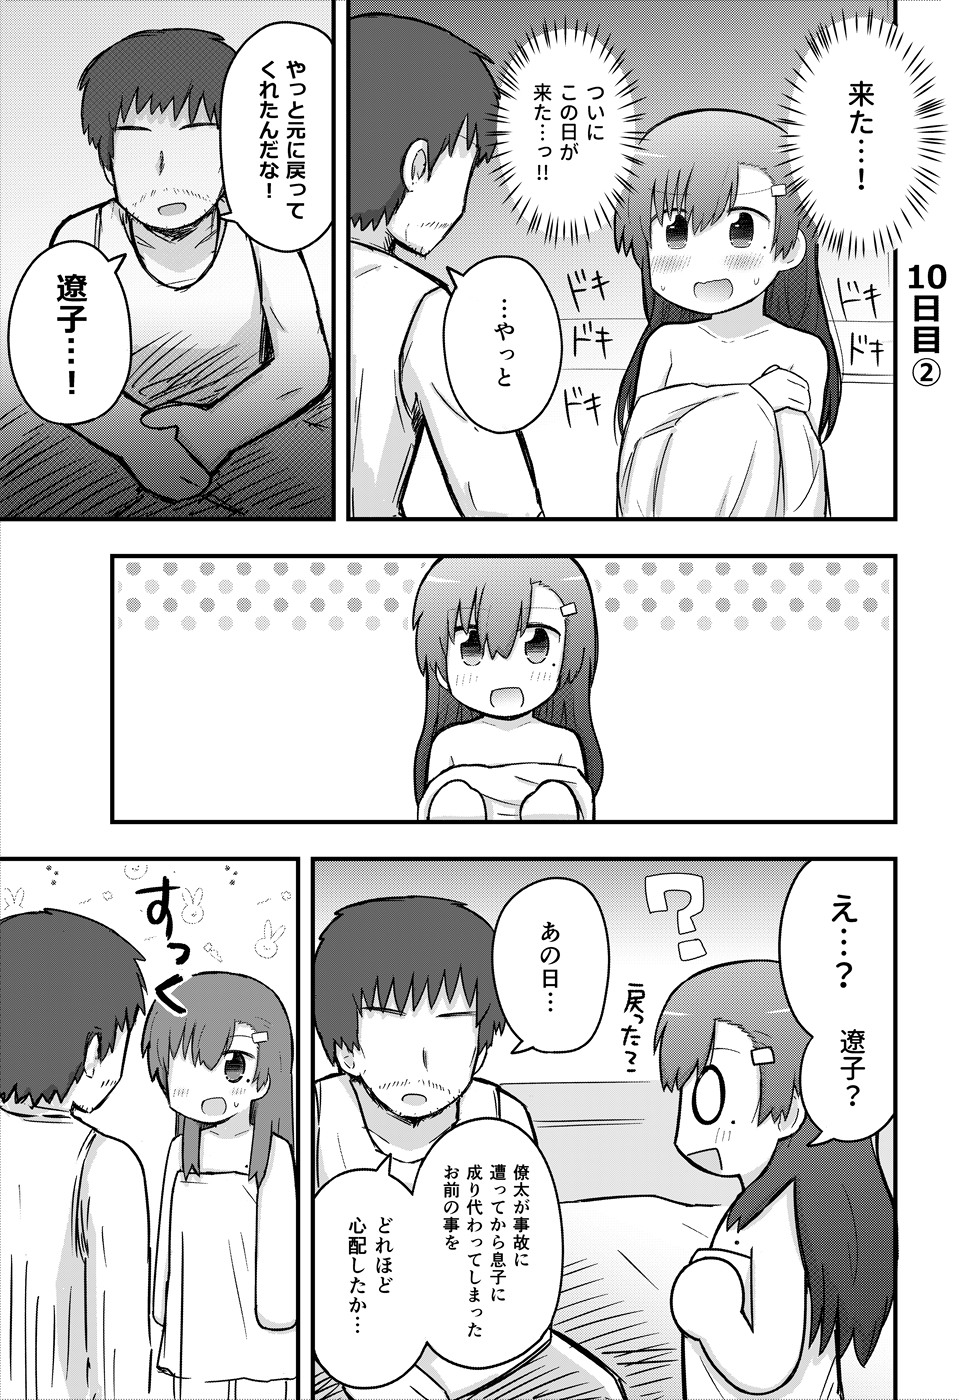 10日目②
来た…！
ついに
この日が
来た…っ!!
ドキ
ドキ
ドキ
ドキ
ドキ
…やっと
やっと元に戻って
くれたんだな！
遼子…！
え…？
遼子？
？
戻った？
あの日…
僚太が事故に
遭ってから息子に
成り代わってしまった
お前の事を
どれほど
心配したか…
すっく